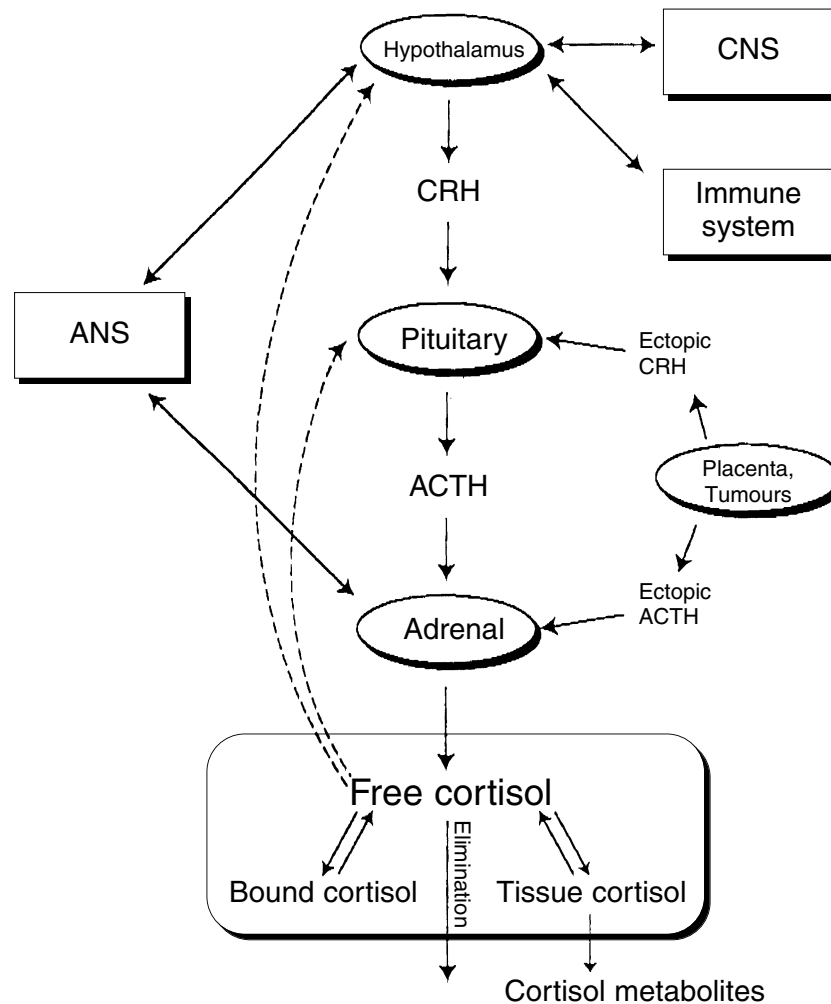 Hypothalamus
CNS
CRH
Immune
system
ANS
Pituitary
Ectopic
CRH
ACTH
Placenta,
Tumours
Ectopic
ACTH
Adrenal
Free cortisol
Elimination
Bound cortisol
Tissue cortisol
Cortisol metabolites